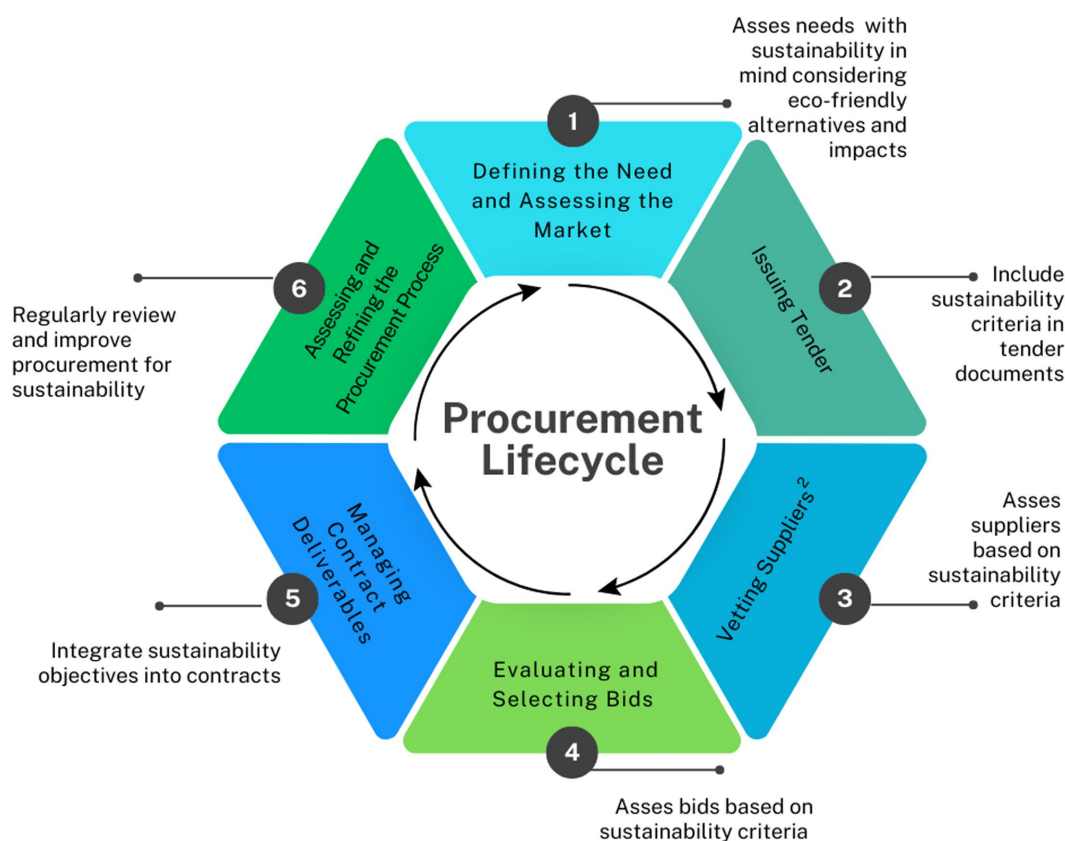 Asses needs with
sustainability in
mind considering
eco-friendly
alternatives and
impacts
1
Defining the Need
and Assessing the
Market
2
Issuing Tender
Include
sustainability
criteria in
tender
documents
3
Vetting Suppliers ²
Asses
suppliers
based on
sustainability
criteria
4
Evaluating and
Selecting Bids
Asses bids based on
sustainability criteria
5
Managing
Contract
Deliverables
Integrate sustainability
objectives into contracts
6
Assessing and
Refining the
Procurement Process
Regularly review
and improve
procurement for
sustainability
Procurement
Lifecycle